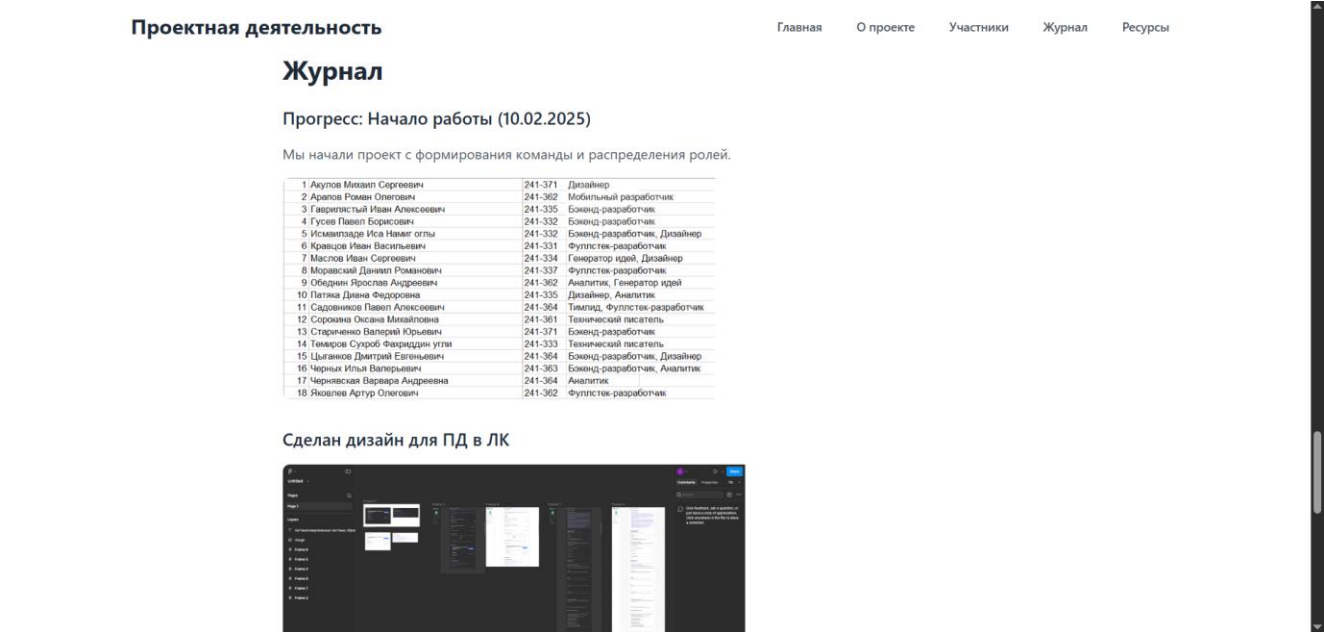 Проектная деятельность
Главная О проекте Участники Журнал Ресурсы
Журнал
Прогресс: Начало работы (10.02.2025)
Мы начали проект с формирования команды и распределения ролей.
1 Акулов Михаил Сергеевич 241-371 Дизайнер
2 Арапов Роман Олегович 241-362 Мобильный разработчик
3 Гаврилястый Иван Алексеевич 241-335 Бэкенд-разработчик
4 Гусев Павел Борисович 241-332 Бэкенд-разработчик
5 Исмаилзаде Иса Намиг оглы 241-332 Бэкенд-разработчик, Дизайнер
6 Кравцов Иван Васильевич 241-331 Фуллстек-разработчик
7 Маслов Иван Сергеевич 241-334 Генератор идей, Дизайнер
8 Моравский Даниил Романович 241-337 Фуллстек-разработчик
9 Обеднин Ярослав Андреевич 241-362 Аналитик, Генератор идей
10 Патяка Диана Федоровна 241-335 Дизайнер, Аналитик
11 Садовников Павел Алексеевич 241-364 Тимлид, Фуллстек-разработчик
12 Сорокина Оксана Михайловна 241-361 Технический писатель
13 Стариченко Валерий Юрьевич 241-371 Бэкенд-разработчик
14 Темиров Сухроб Фахриддин угли 241-333 Технический писатель
15 Цыганков Дмитрий Евгеньевич 241-364 Бэкенд-разработчик, Дизайнер
16 Черных Илья Валерьевич 241-363 Бэкенд-разработчик, Аналитик
17 Чернявская Варвара Андреевна 241-364 Аналитик
18 Яковлев Артур Олегович 241-362 Фуллстек-разработчик
Сделан дизайн для ПД в ЛК
Untitled
Pages
Page 1
Layers
Image
Comments Properties